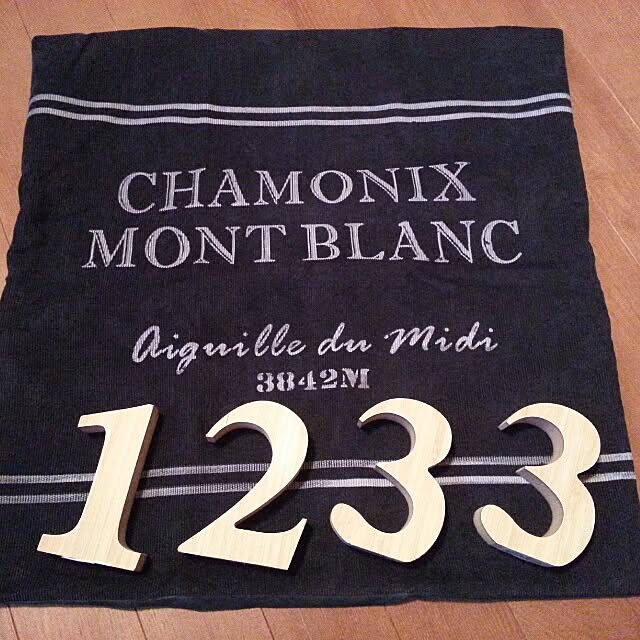 CHAMONIX
MONT BLANC
Aiguille du Midi
3842M
1233